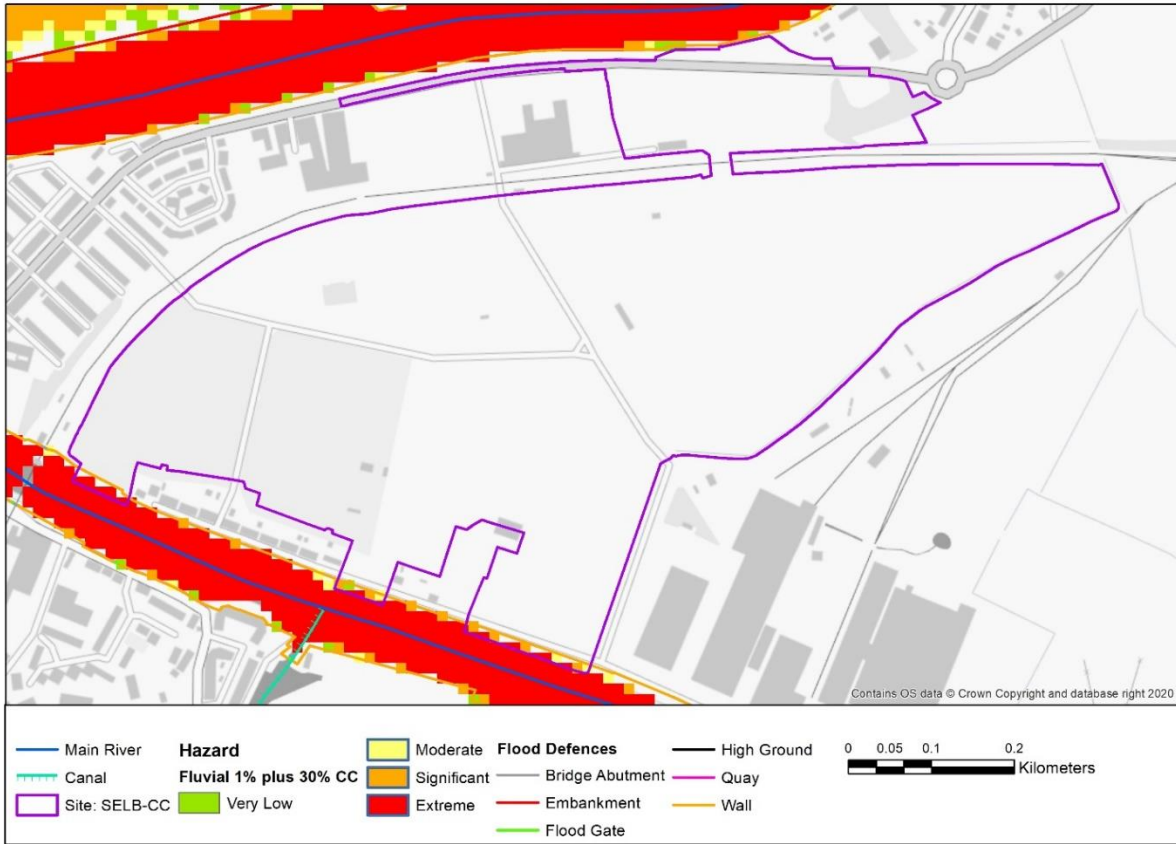 Contains OS data © Crown Copyright and database right 2020
Main River
Canal
Site: SELB-CC
Hazard
Fluvial 1% plus 30% CC
Very Low
Moderate
Significant
Extreme
Flood Defences
Bridge Abutment
Embankment
Flood Gate
High Ground
Quay
Wall
0 0.05 0.1 0.2
Kilometers